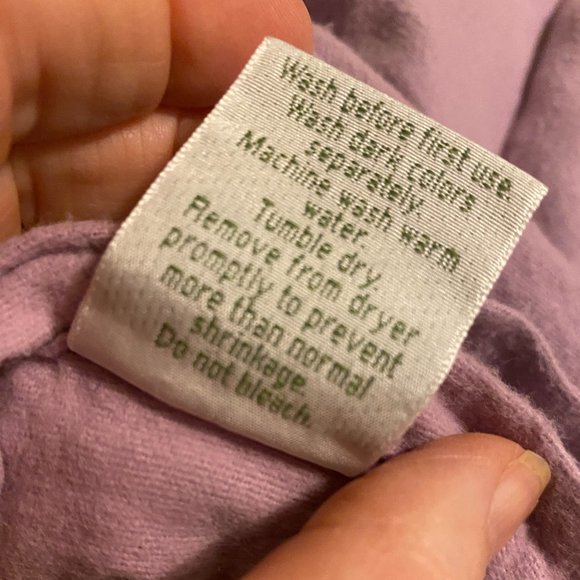 Wash before first use.
Wash dark colors
separately.
Machine wash warm
water.
Tumble dry.
Remove from dryer
promptly to prevent
more than normal
shrinkage.
Do not bleach.